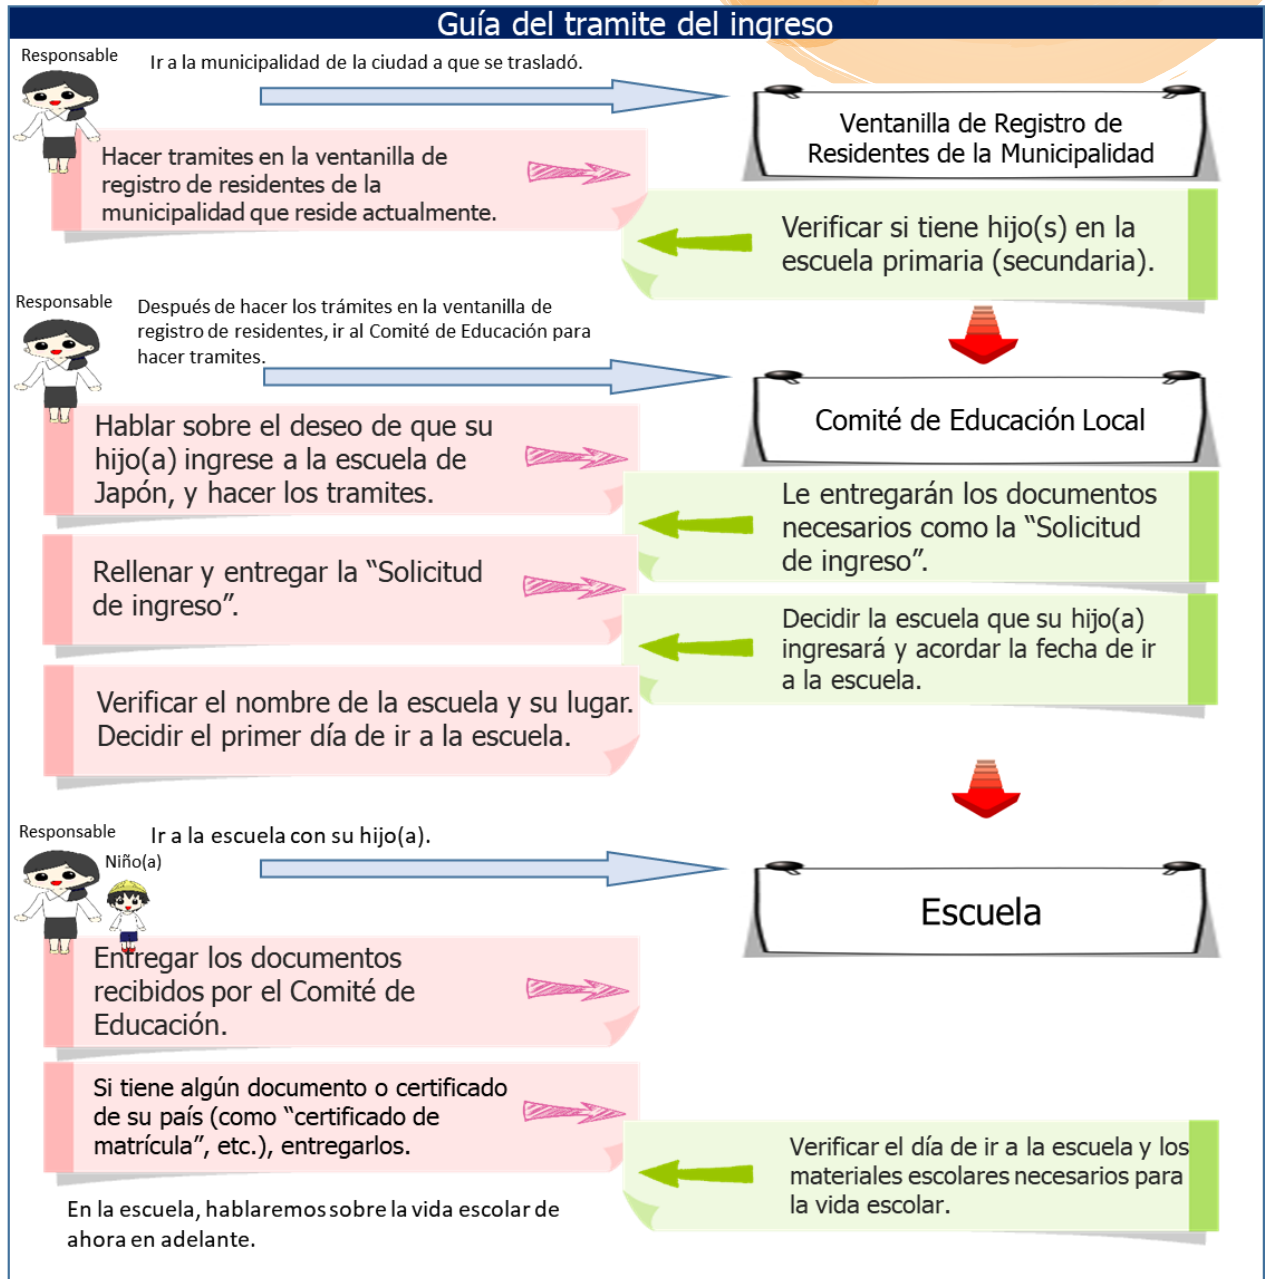 Guía del tramite del ingreso
Responsable
Ir a la municipalidad de la ciudad a que se trasladó.
Ventanilla de Registro de
Residentes de la Municipalidad
Hacer tramites en la ventanilla de
registro de residentes de la
municipalidad que reside actualmente.
Verificar si tiene hijo(s) en la
escuela primaria (secundaria).
Responsable
Después de hacer los trámites en la ventanilla de
registro de residentes, ir al Comité de Educación para
hacer tramites.
Comité de Educación Local
Hablar sobre el deseo de que su
hijo(a) ingrese a la escuela de
Japón, y hacer los tramites.
Le entregarán los documentos
necesarios como la “Solicitud
de ingreso”.
Rellenar y entregar la “Solicitud
de ingreso”.
Decidir la escuela que su hijo(a)
ingresará y acordar la fecha de ir
a la escuela.
Verificar el nombre de la escuela y su lugar.
Decidir el primer día de ir a la escuela.
Responsable
Ir a la escuela con su hijo(a).
Niño(a)
Escuela
Entregar los documentos
recibidos por el Comité de
Educación.
Si tiene algún documento o certificado
de su país (como “certificado de
matrícula”, etc.), entregarlos.
Verificar el día de ir a la escuela y los
materiales escolares necesarios para
la vida escolar.
En la escuela, hablaremos sobre la vida escolar de
ahora en adelante.